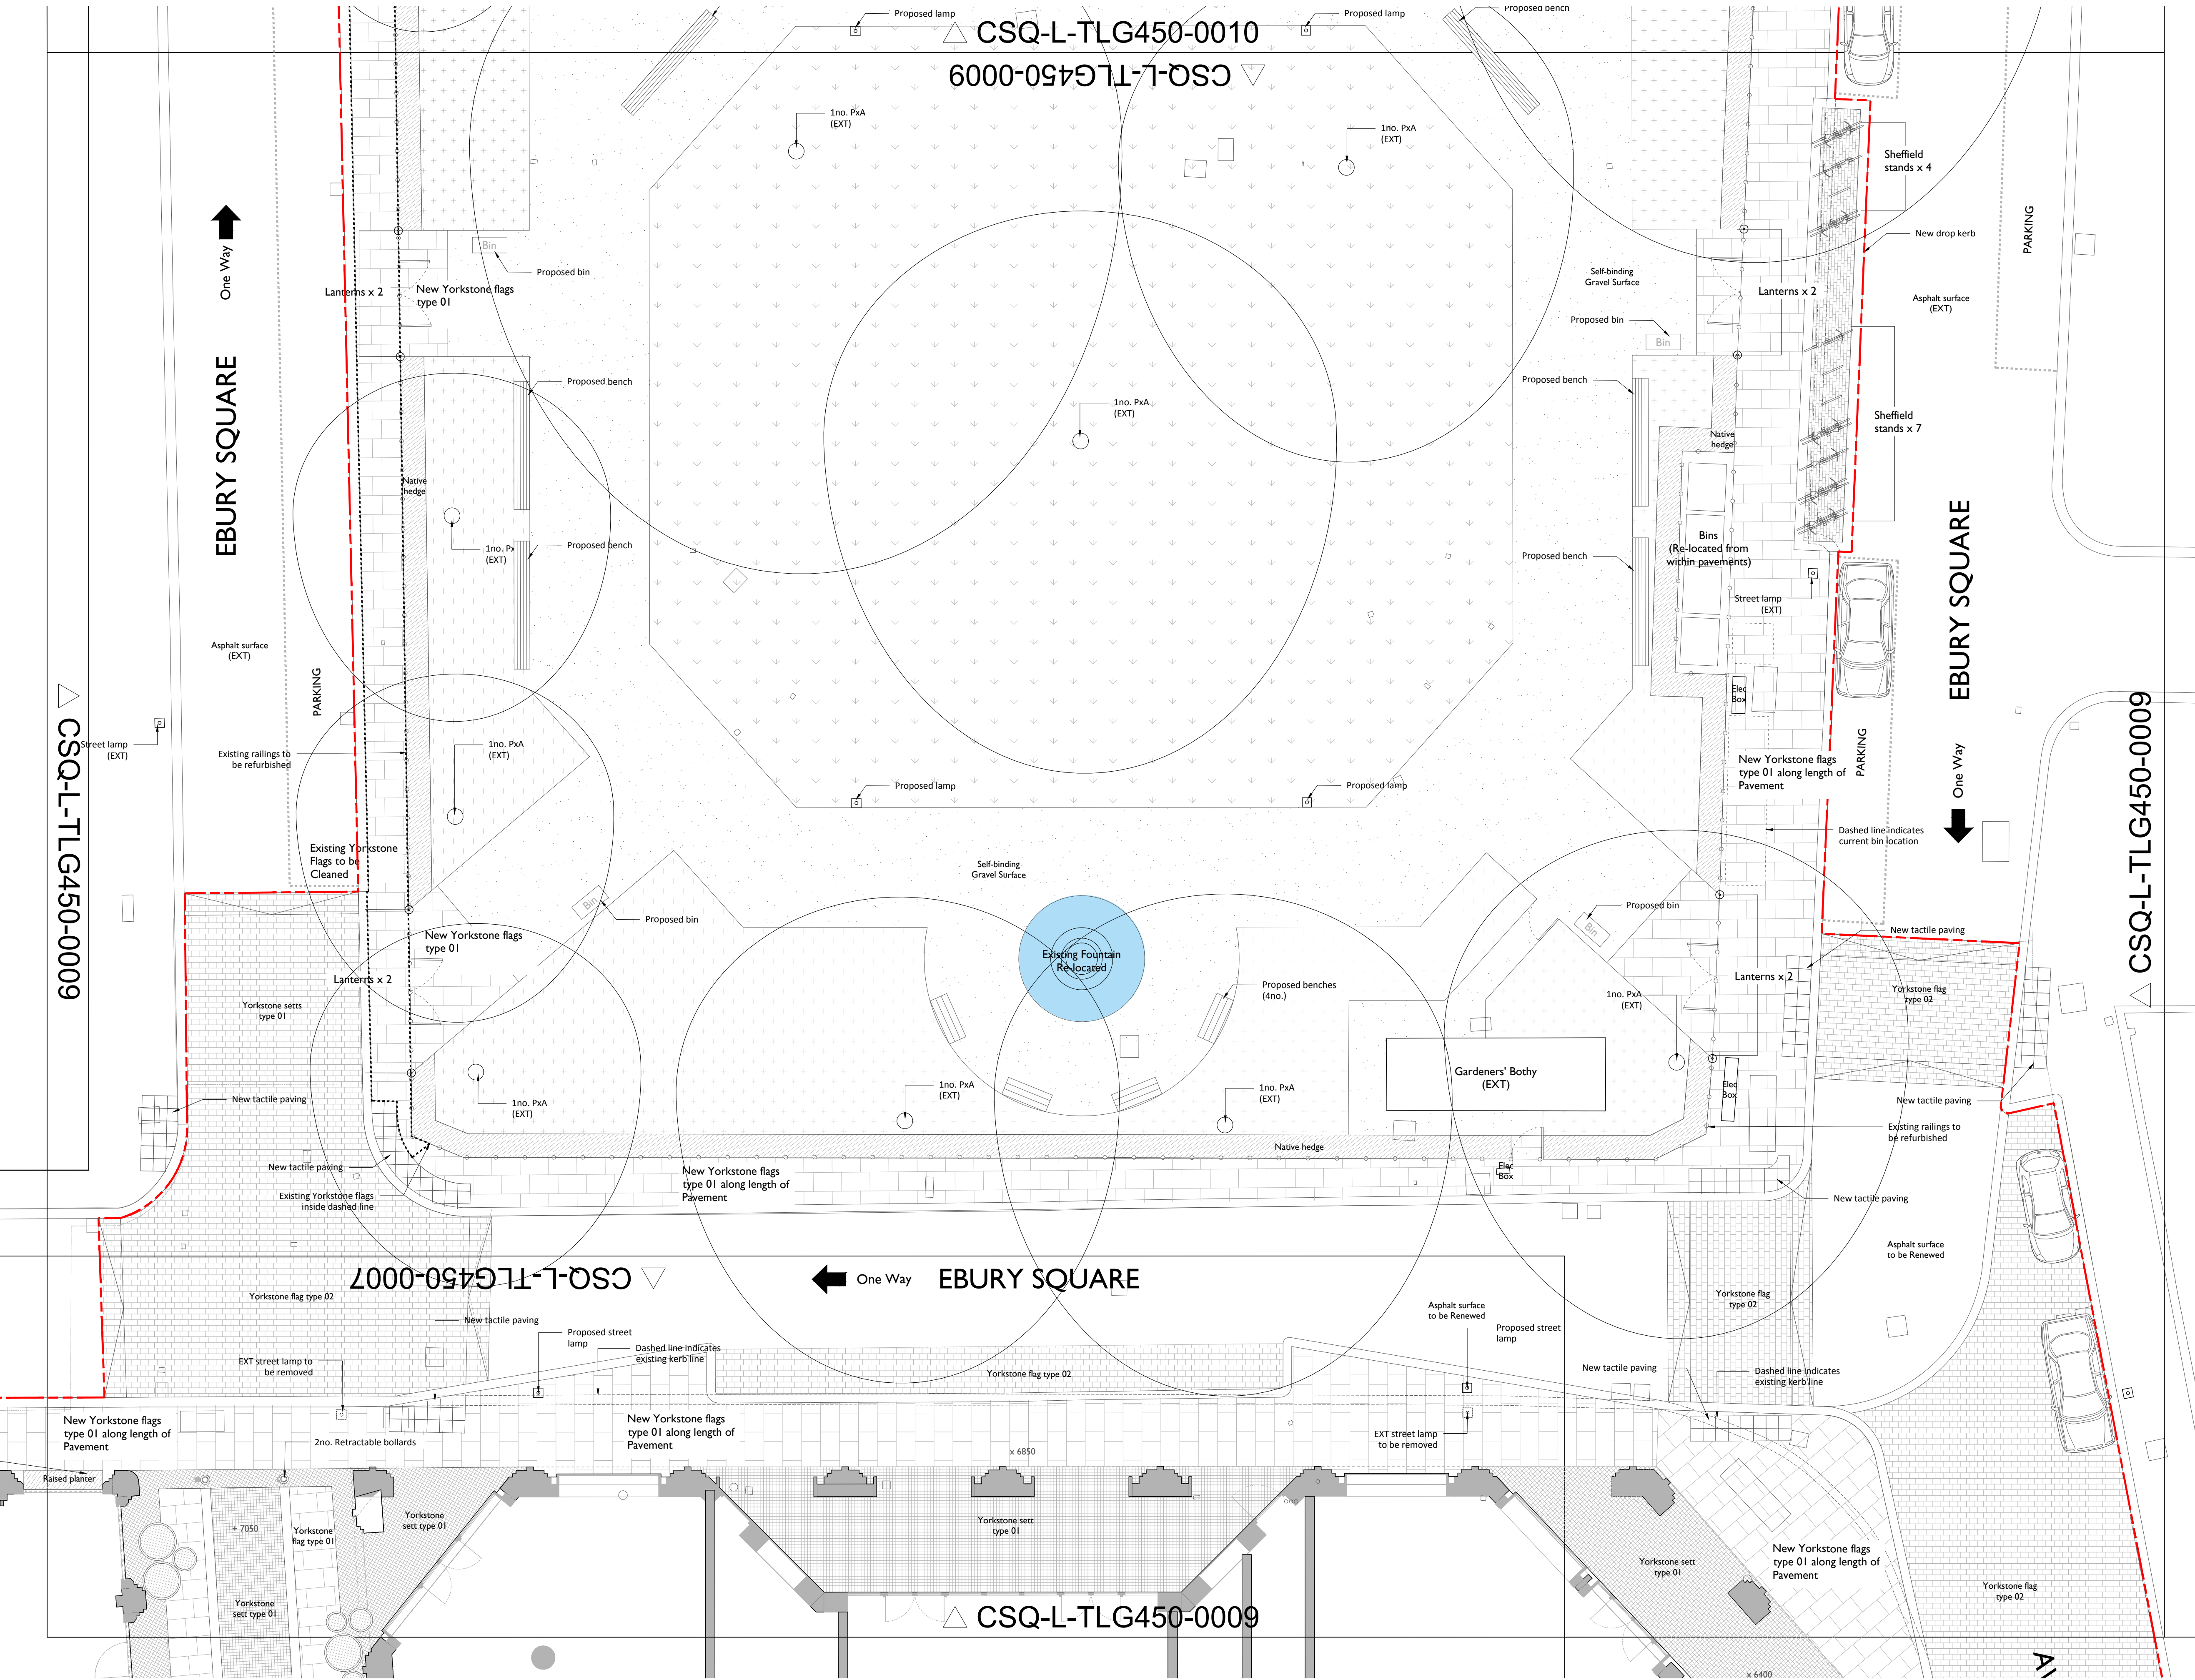 Proposed lamp
CSQ-L-TLG450-0010
Proposed lamp
Proposed bench
CSQ-L-TLG450-0009
1no. PxA
(EXT)
1no. PxA
(EXT)
Sheffield
stands x 4
PARKING
New drop kerb
One Way
Bin
Proposed bin
Self-binding
Gravel Surface
Lanterns x 2
New Yorkstone flags
type 01
Lanterns x 2
Asphalt surface
(EXT)
Proposed bin
Bin
EBURY SQUARE
Proposed bench
Proposed bench
1no. PxA
(EXT)
Sheffield
stands x 7
Native
hedge
Native
hedge
1no. Px
(EXT)
Proposed bench
Proposed bench
Bins
(Re-located from
within pavements)
EBURY SQUARE
Street lamp
(EXT)
Asphalt surface
(EXT)
PARKING
Elec
Box
CSQ-L-TLG450-0009
Street lamp
(EXT)
Existing railings to
be refurbished
1no. PxA
(EXT)
PARKING
One Way
New Yorkstone flags
type 01 along length of
Pavement
CSQ-L-TLG450-0009
Proposed lamp
Proposed lamp
Dashed line indicates
current bin location
Existing Yorkstone
Flags to be
Cleaned
Self-binding
Gravel Surface
Bin
Proposed bin
Proposed bin
Bin
New tactile paving
New Yorkstone flags
type 01
Existing Fountain
Re-located
Lanterns x 2
Lanterns x 2
Proposed benches
(4no.)
1no. PxA
(EXT)
Yorkstone flag
type 02
Yorkstone setts
type 01
Gardeners' Bothy
(EXT)
1no. PxA
(EXT)
1no. PxA
(EXT)
1no. PxA
(EXT)
Elec
Box
New tactile paving
New tactile paving
Existing railings to
be refurbished
Native hedge
New tactile paving
New Yorkstone flags
type 01 along length of
Pavement
Elec
Box
Existing Yorkstone flags
inside dashed line
New tactile paving
Asphalt surface
to be Renewed
CSQ-L-TLG450-0007
One Way
EBURY SQUARE
Yorkstone flag type 02
Yorkstone flag
type 02
Asphalt surface
to be Renewed
New tactile paving
Proposed street
lamp
Proposed street
lamp
Dashed line indicates
existing kerb line
EXT street lamp to
be removed
Yorkstone flag type 02
New tactile paving
Dashed line indicates
existing kerb line
New Yorkstone flags
type 01 along length of
Pavement
New Yorkstone flags
type 01 along length of
Pavement
2no. Retractable bollards
EXT street lamp
to be removed
x 6850
Raised planter
Yorkstone
sett type 01
+ 7050
Yorkstone
flag type 01
Yorkstone sett
type 01
New Yorkstone flags
type 01 along length of
Pavement
Yorkstone sett
type 01
Yorkstone flag
type 02
Yorkstone
sett type 01
CSQ-L-TLG450-0009
x 6400